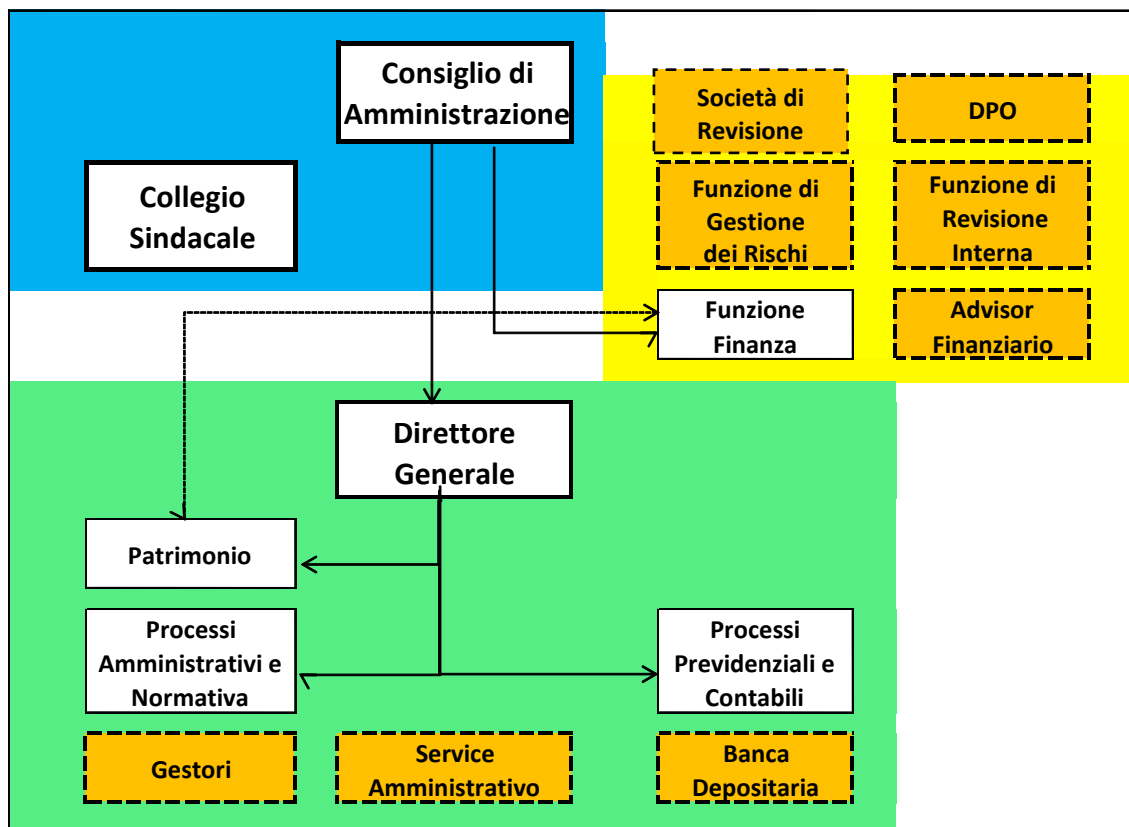 Consiglio di
Amministrazione
Collegio
Sindacale
Società di
Revisione
DPO
Funzione di
Gestione
dei Rischi
Funzione di
Revisione
Interna
Funzione
Finanza
Advisor
Finanziario
Direttore
Generale
Patrimonio
Processi
Amministrativi e
Normativa
Processi
Previdenziali e
Contabili
Gestori
Service
Amministrativo
Banca
Depositaria